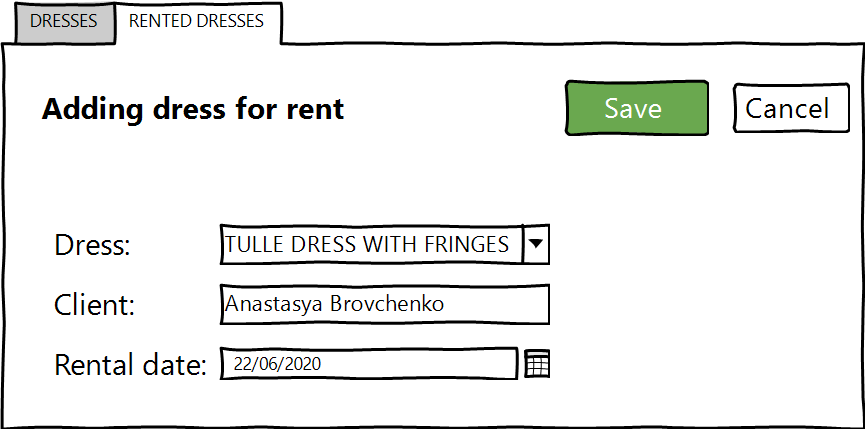 DRESSES
RENTED DRESSES
Adding dress for rent
Save
Cancel
Dress:
TULLE DRESS WITH FRINGES
Client:
Anastasya Brovchenko
Rental date:
22/06/2020